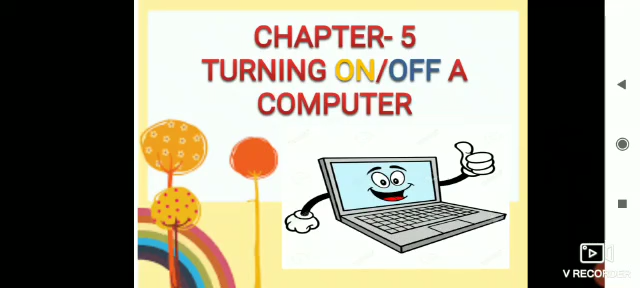 CHAPTER- 5
TURNING ON/OFF A
COMPUTER
V RECORDER